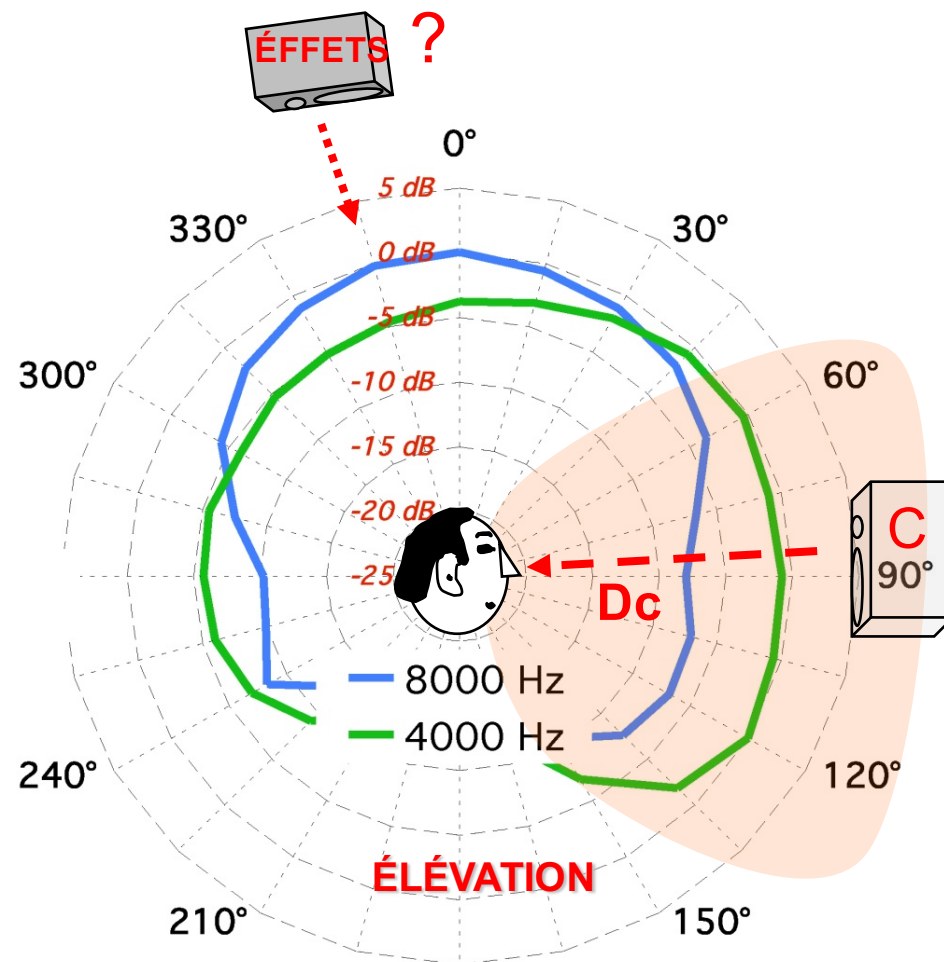 ÉFFETS ?
0°
5 dB
330°
30°
0 dB
-5 dB
300°
60°
-10 dB
-15 dB
-20 dB
C
-25
90°
Dc
8000 Hz
4000 Hz
240°
120°
ÉLÉVATION
210°
150°